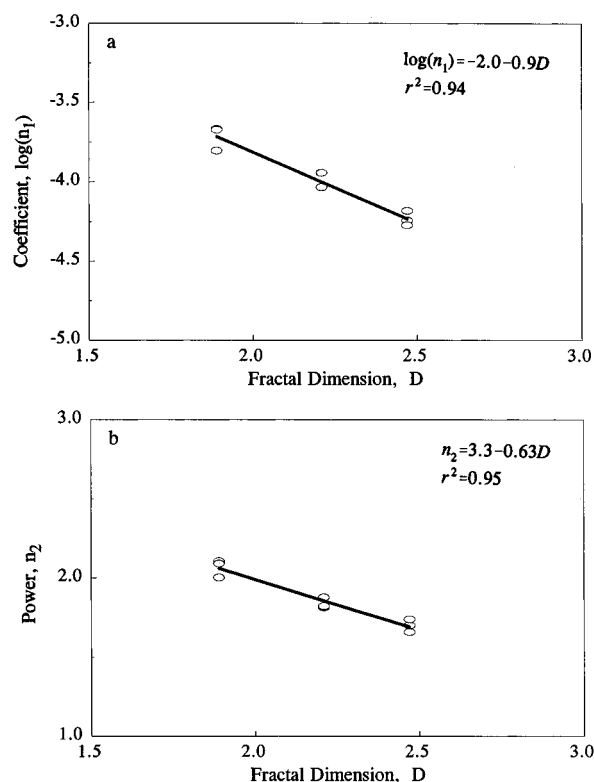 a
log(n₁)=-2.0-0.9D
r²=0.94
-3.0
-3.5
-4.0
-4.5
-5.0
Coefficient, log(n₁)
1.5 2.0 2.5 3.0
Fractal Dimension, D
b
n₂=3.3-0.63D
r²=0.95
3.0
2.0
1.0
Power, n₂
1.5 2.0 2.5 3.0
Fractal Dimension, D